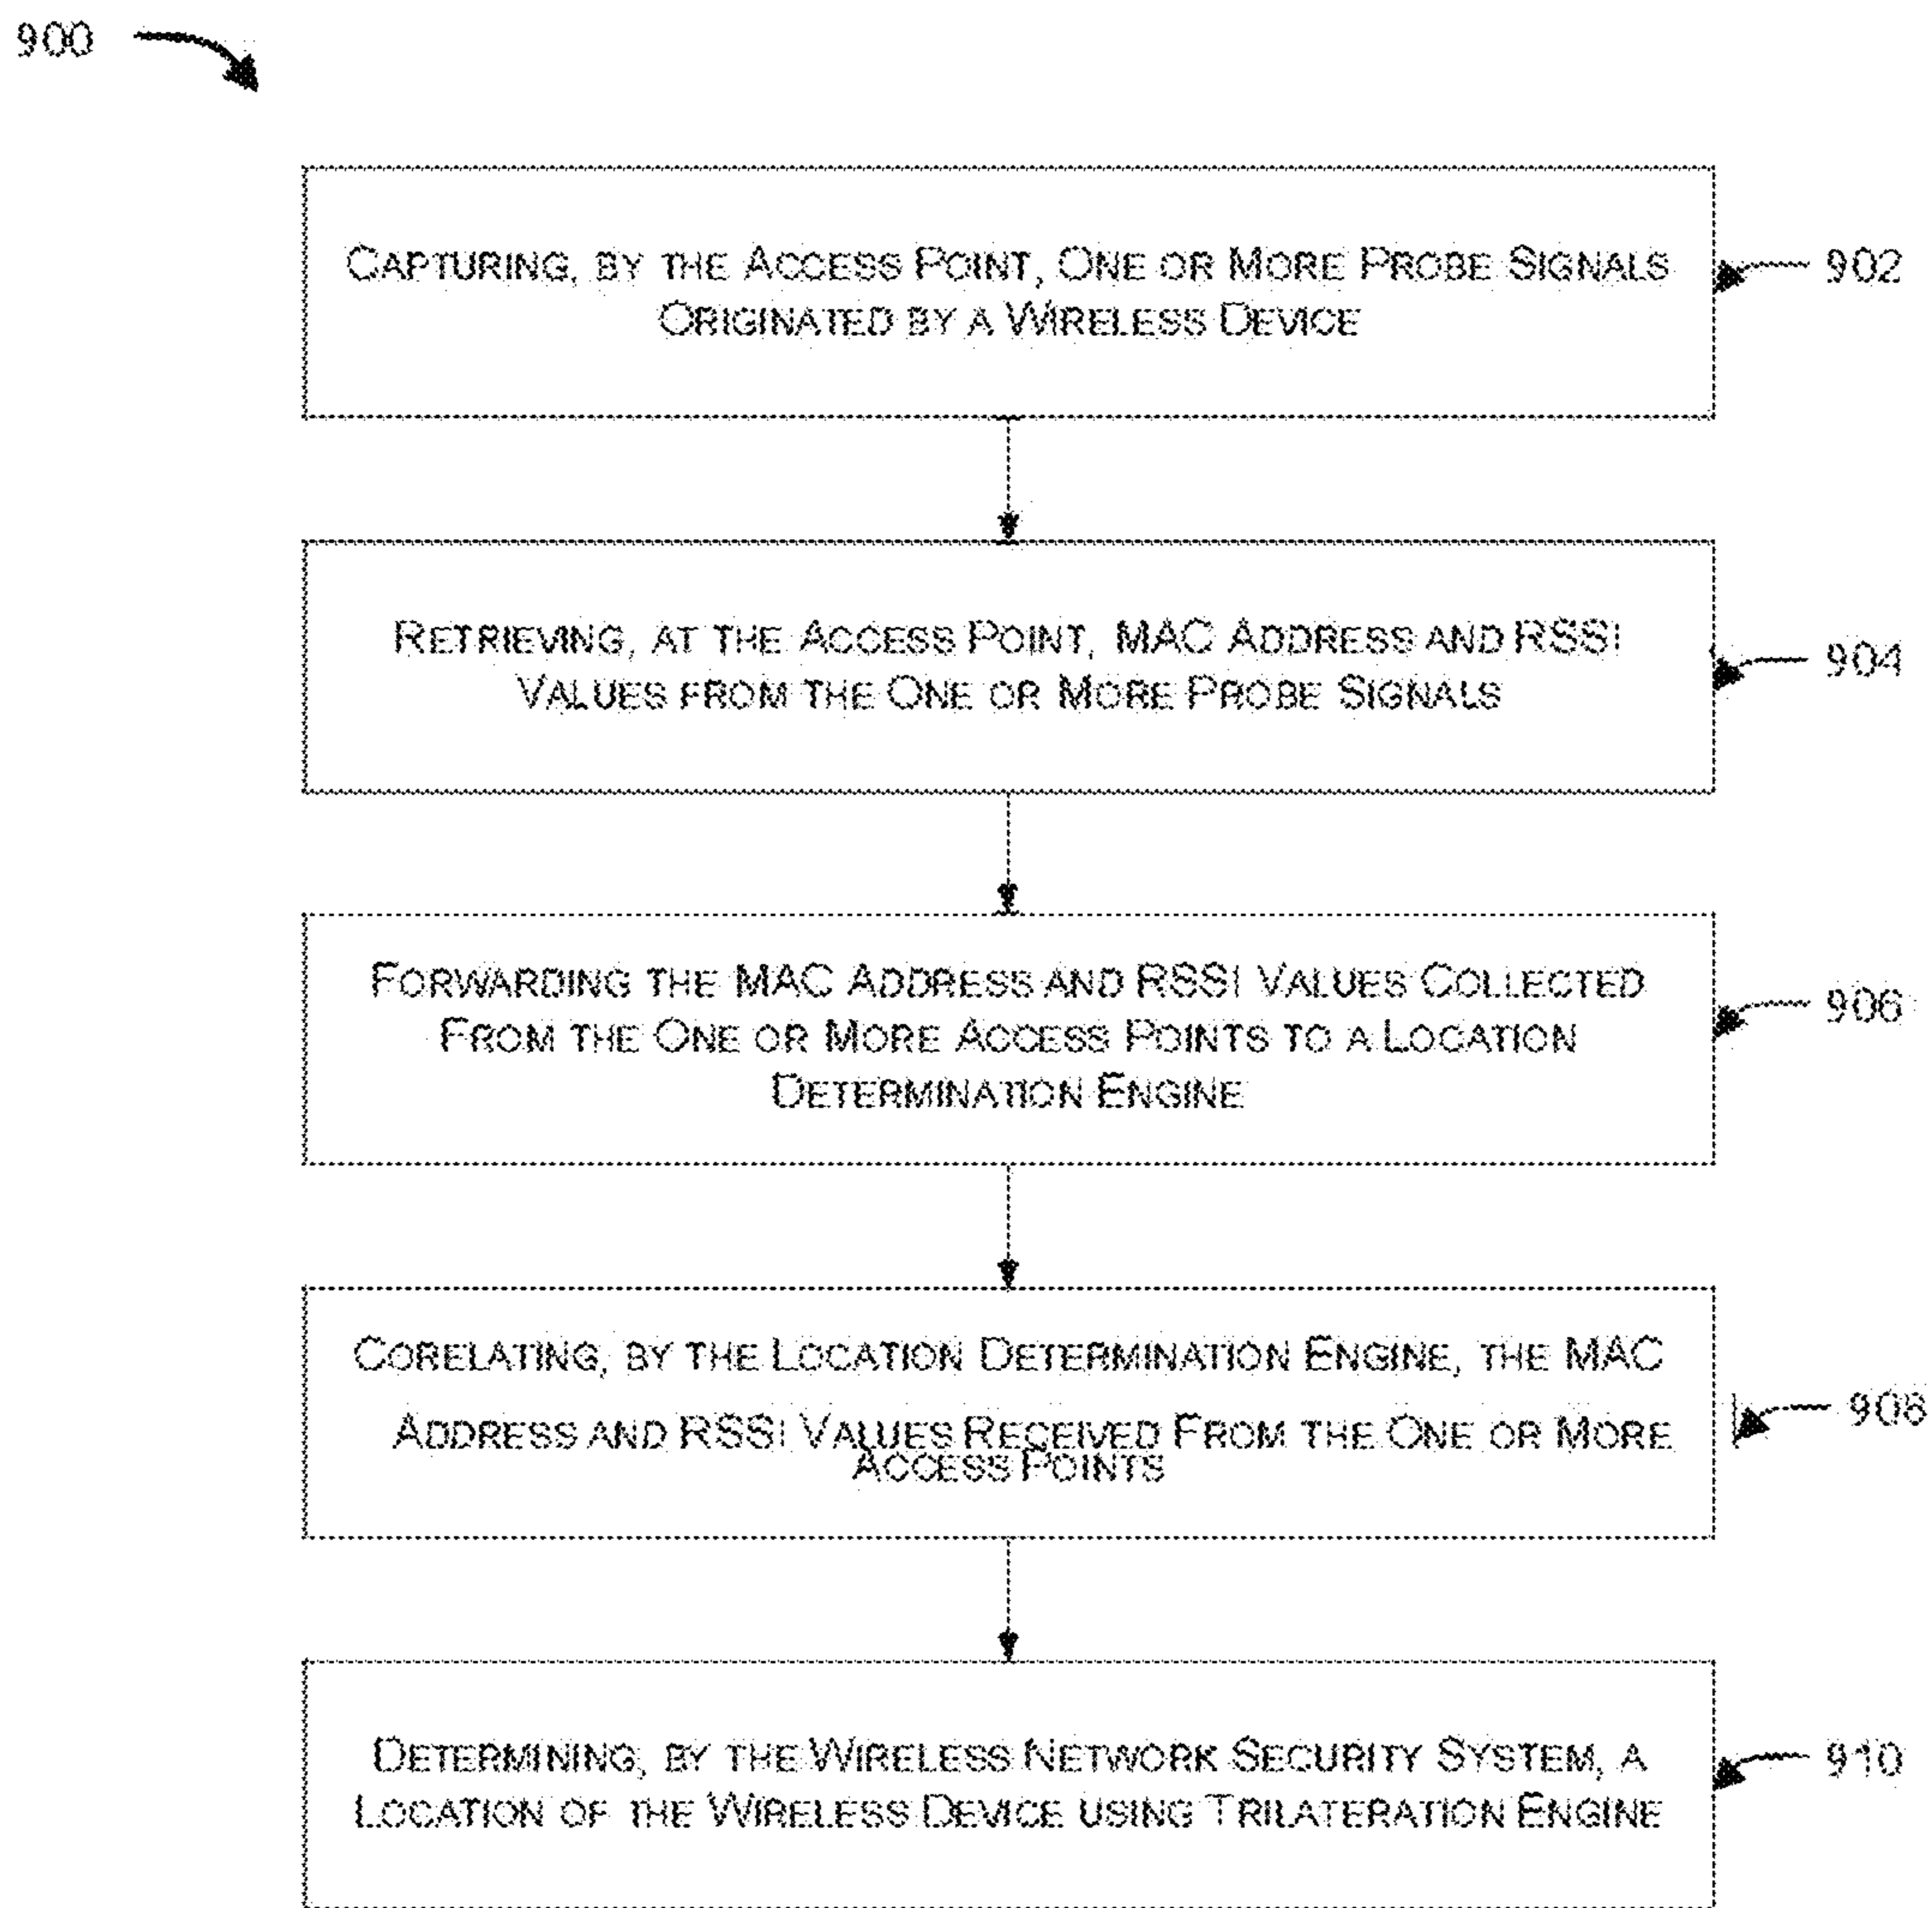 900
CAPTURING, BY THE ACCESS POINT, ONE OR MORE PROBE SIGNALS
ORIGINATED BY A WIRELESS DEVICE
902
RETRIEVING, AT THE ACCESS POINT, MAC ADDRESS AND RSSI
VALUES FROM THE ONE OR MORE PROBE SIGNALS
904
FORWARDING THE MAC ADDRESS AND RSSI VALUES COLLECTED
FROM THE ONE OR MORE ACCESS POINTS TO A LOCATION
DETERMINATION ENGINE
906
CORELATING, BY THE LOCATION DETERMINATION ENGINE, THE MAC
ADDRESS AND RSSI VALUES RECEIVED FROM THE ONE OR MORE
ACCESS POINTS
908
DETERMINING, BY THE WIRELESS NETWORK SECURITY SYSTEM, A
LOCATION OF THE WIRELESS DEVICE USING TRILATERATION ENGINE
910